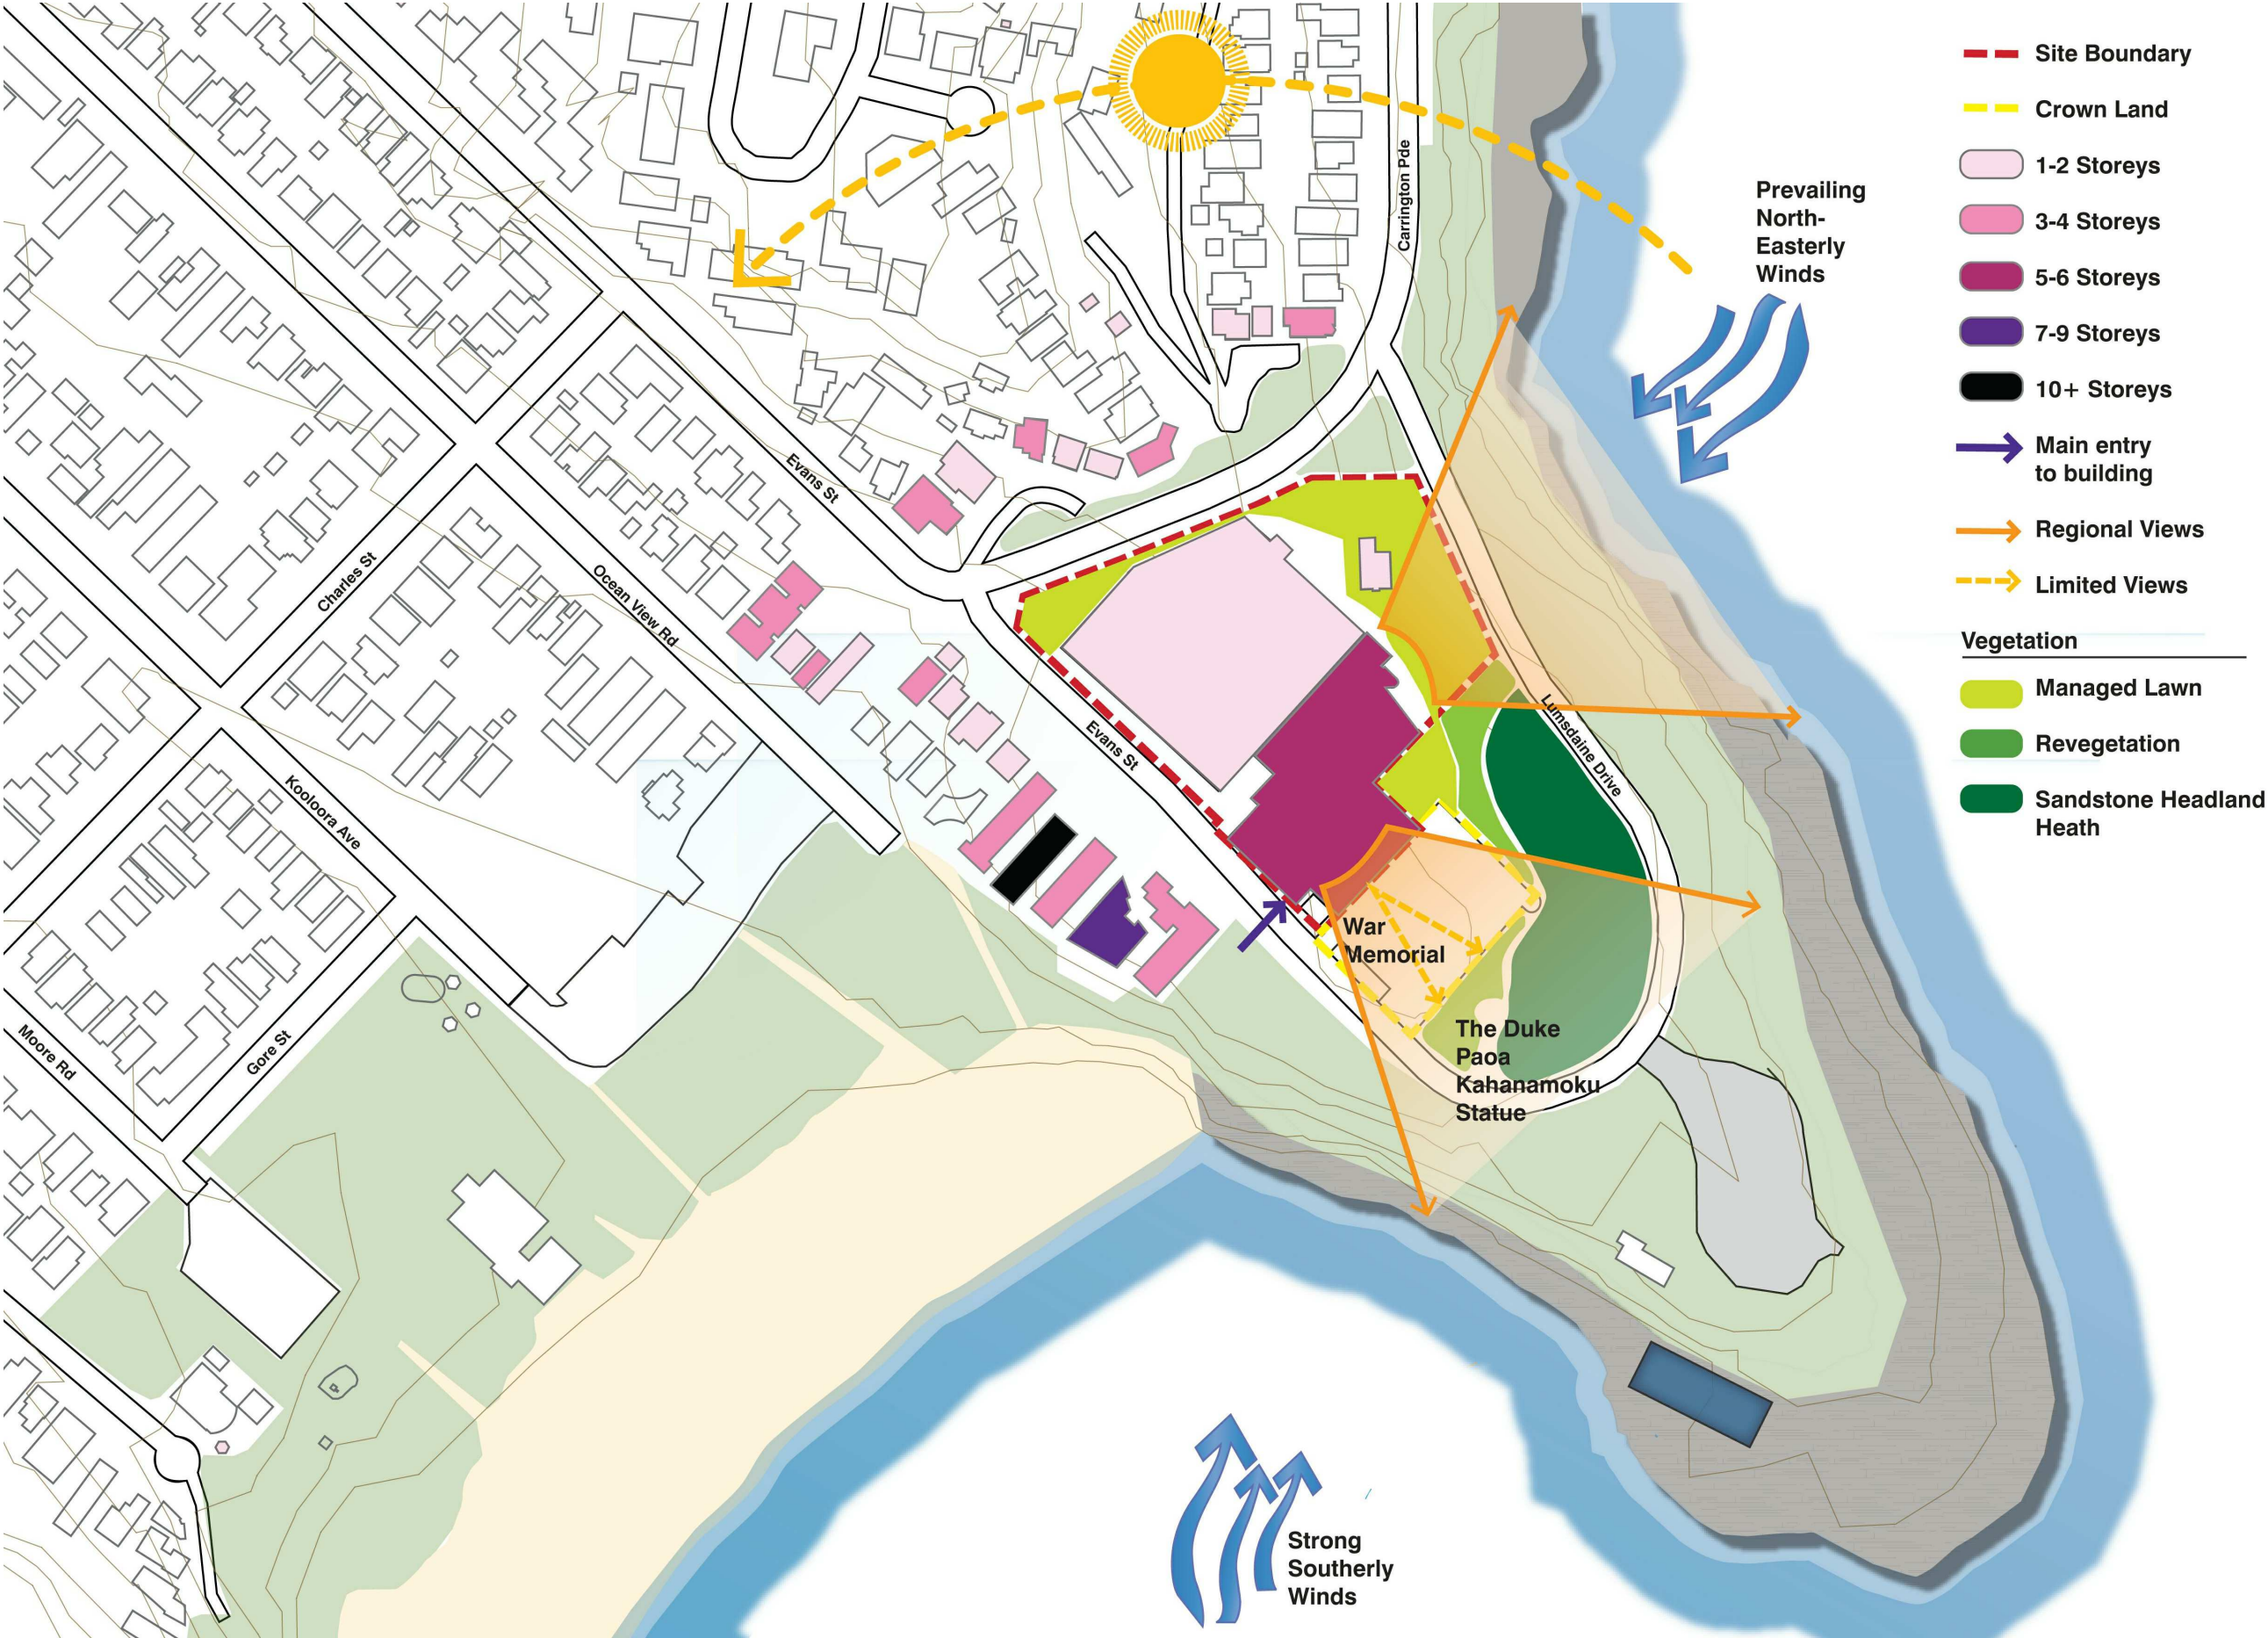 Carrington Pde
Prevailing
North-
Easterly
Winds
Site Boundary
Crown Land
1-2 Storeys
3-4 Storeys
5-6 Storeys
7-9 Storeys
10+ Storeys
Main entry
to building
Regional Views
Limited Views
Vegetation
Managed Lawn
Revegetation
Sandstone Headland
Heath
Evans St
Charles St
Ocean View Rd
Evans St
Lumsdaine Drive
Kooloora Ave
War
Memorial
Moore Rd
Gore St
The Duke
Paoa
Kahanamoku
Statue
Strong
Southerly
Winds